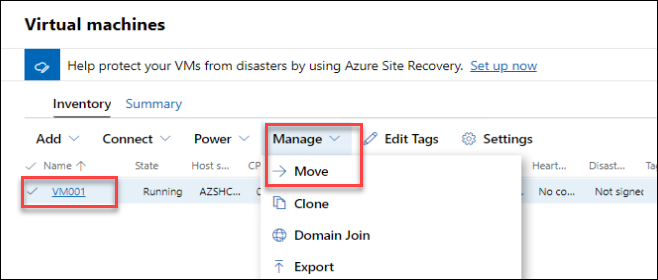 Virtual machines
Help protect your VMs from disasters by using Azure Site Recovery. Set up now
Inventory Summary
Add Connect Power Manage Edit Tags Settings
Name State Host s... CP Heart... Disast... Ta
VM001 Running AZSHC... No co... Not signed
Move
Clone
Domain Join
Export